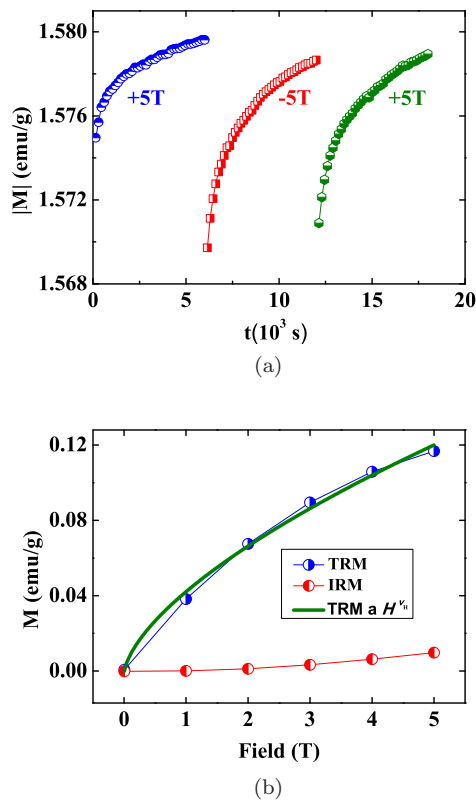 1.580
1.576
1.572
1.568
|M| (emu/g)
+5T
-5T
+5T
0
5
10
15
20
t(10³ s)
(a)
0.12
0.08
0.04
0.00
M (emu/g)
TRM
IRM
TRM a H^{ν_H}
0
1
2
3
4
5
Field (T)
(b)